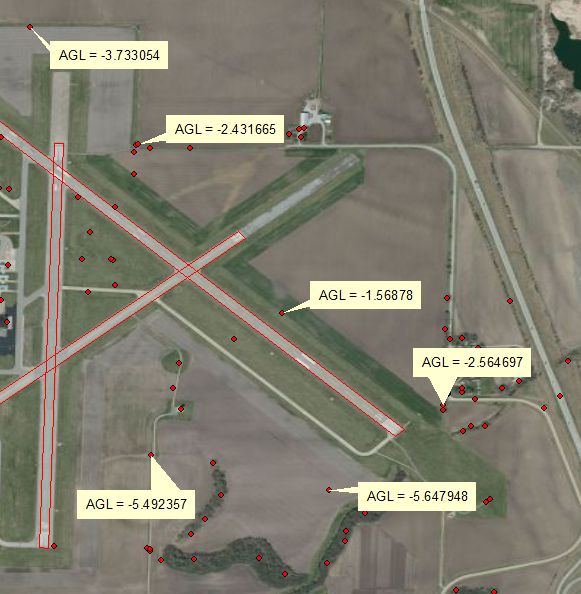 AGL = -3.733054
AGL = -2.431665
AGL = -1.56878
AGL = -2.564697
AGL = -5.492357
AGL = -5.647948